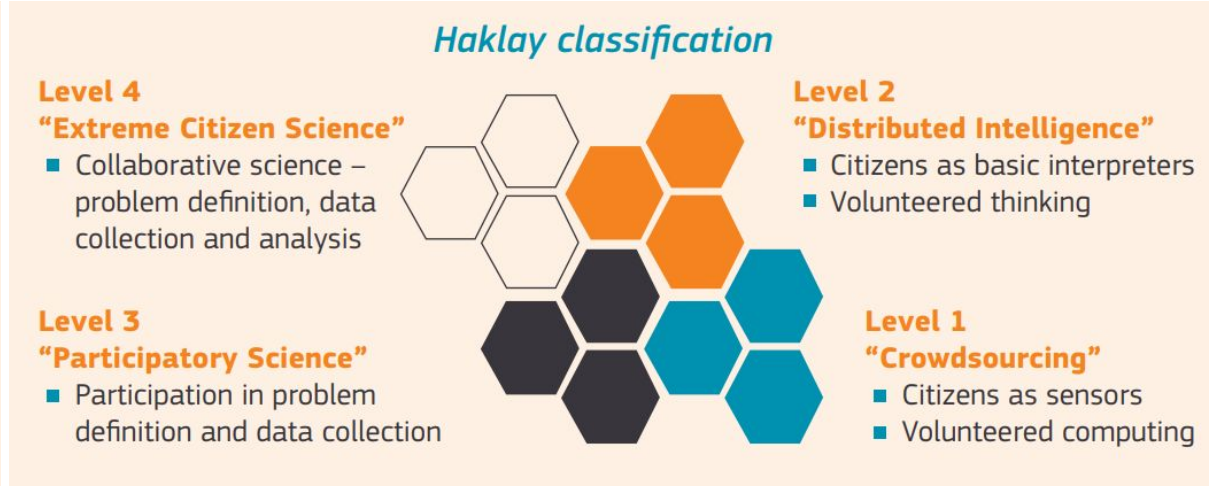 Haklay classification
Level 4
“Extreme Citizen Science”
■ Collaborative science –
problem definition, data
collection and analysis
Level 2
“Distributed Intelligence”
■ Citizens as basic interpreters
■ Volunteered thinking
Level 3
“Participatory Science”
■ Participation in problem
definition and data collection
Level 1
“Crowdsourcing”
■ Citizens as sensors
■ Volunteered computing